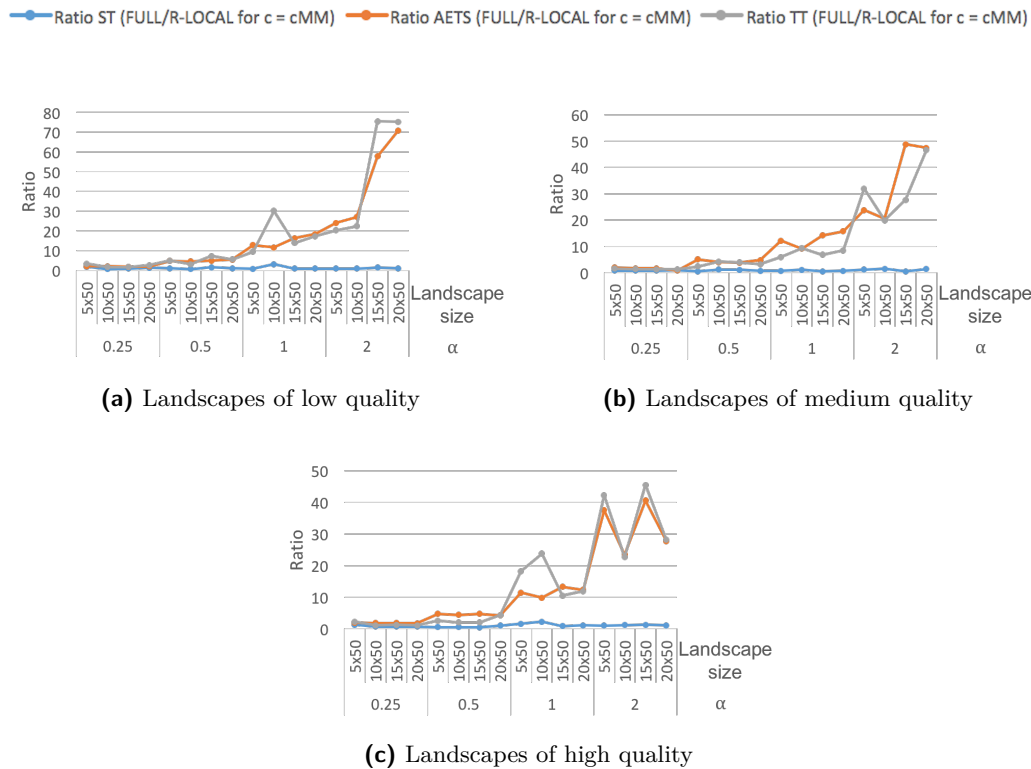 Ratio ST (FULL/R-LOCAL for c = cMM) Ratio AETS (FULL/R-LOCAL for c = cMM) Ratio TT (FULL/R-LOCAL for c = cMM)
80
70
60
50
40
30
20
10
0
Ratio
5x50 10x50 15x50 20x50 5x50 10x50 15x50 20x50 5x50 10x50 15x50 20x50 5x50 10x50 15x50 20x50
Landscape
size
0.25 0.5 1 2 α
(a) Landscapes of low quality
60
50
40
30
20
10
0
Ratio
5x50 10x50 15x50 20x50 5x50 10x50 15x50 20x50 5x50 10x50 15x50 20x50 5x50 10x50 15x50 20x50
Landscape
size
0.25 0.5 1 2 α
(b) Landscapes of medium quality
50
40
30
20
10
0
Ratio
5x50 10x50 15x50 20x50 5x50 10x50 15x50 20x50 5x50 10x50 15x50 20x50 5x50 10x50 15x50 20x50
Landscape
size
0.25 0.5 1 2 α
(c) Landscapes of high quality